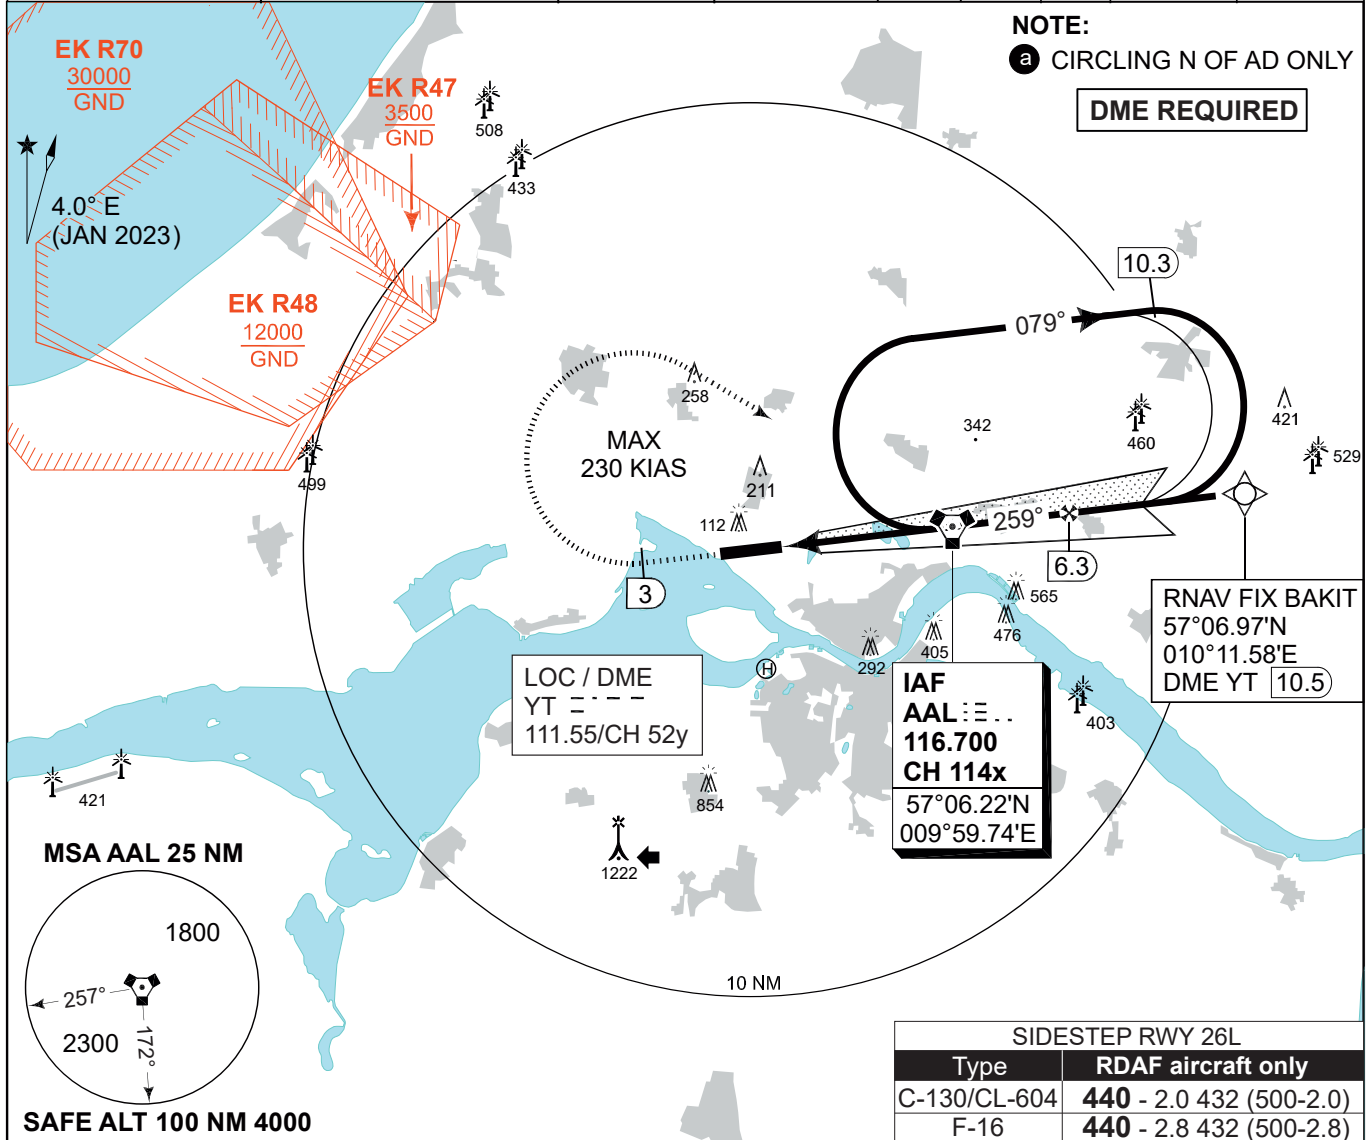 NOTE:
a CIRCLING N OF AD ONLY
DME REQUIRED
EK R70
30000
GND
EK R47
3500
GND
508
433
4.0° E
(JAN 2023)
EK R48
12000
GND
10.3
079°
258
MAX
230 KIAS
342
460
421
529
499
211
112
259°
6.3
3
565
476
405
292
H
RNAV FIX BAKIT
57°06.97'N
010°11.58'E
DME YT 10.5
LOC / DME
YT
111.55/CH 52y
IAF
AAL
116.700
CH 114x
57°06.22'N
009°59.74'E
403
421
854
1222
MSA AAL 25 NM
1800
257°
2300
172°
SAFE ALT 100 NM 4000
10 NM
SIDESTEP RWY 26L
Type RDAF aircraft only
C-130/CL-604 440 - 2.0 432 (500-2.0)
F-16 440 - 2.8 432 (500-2.8)